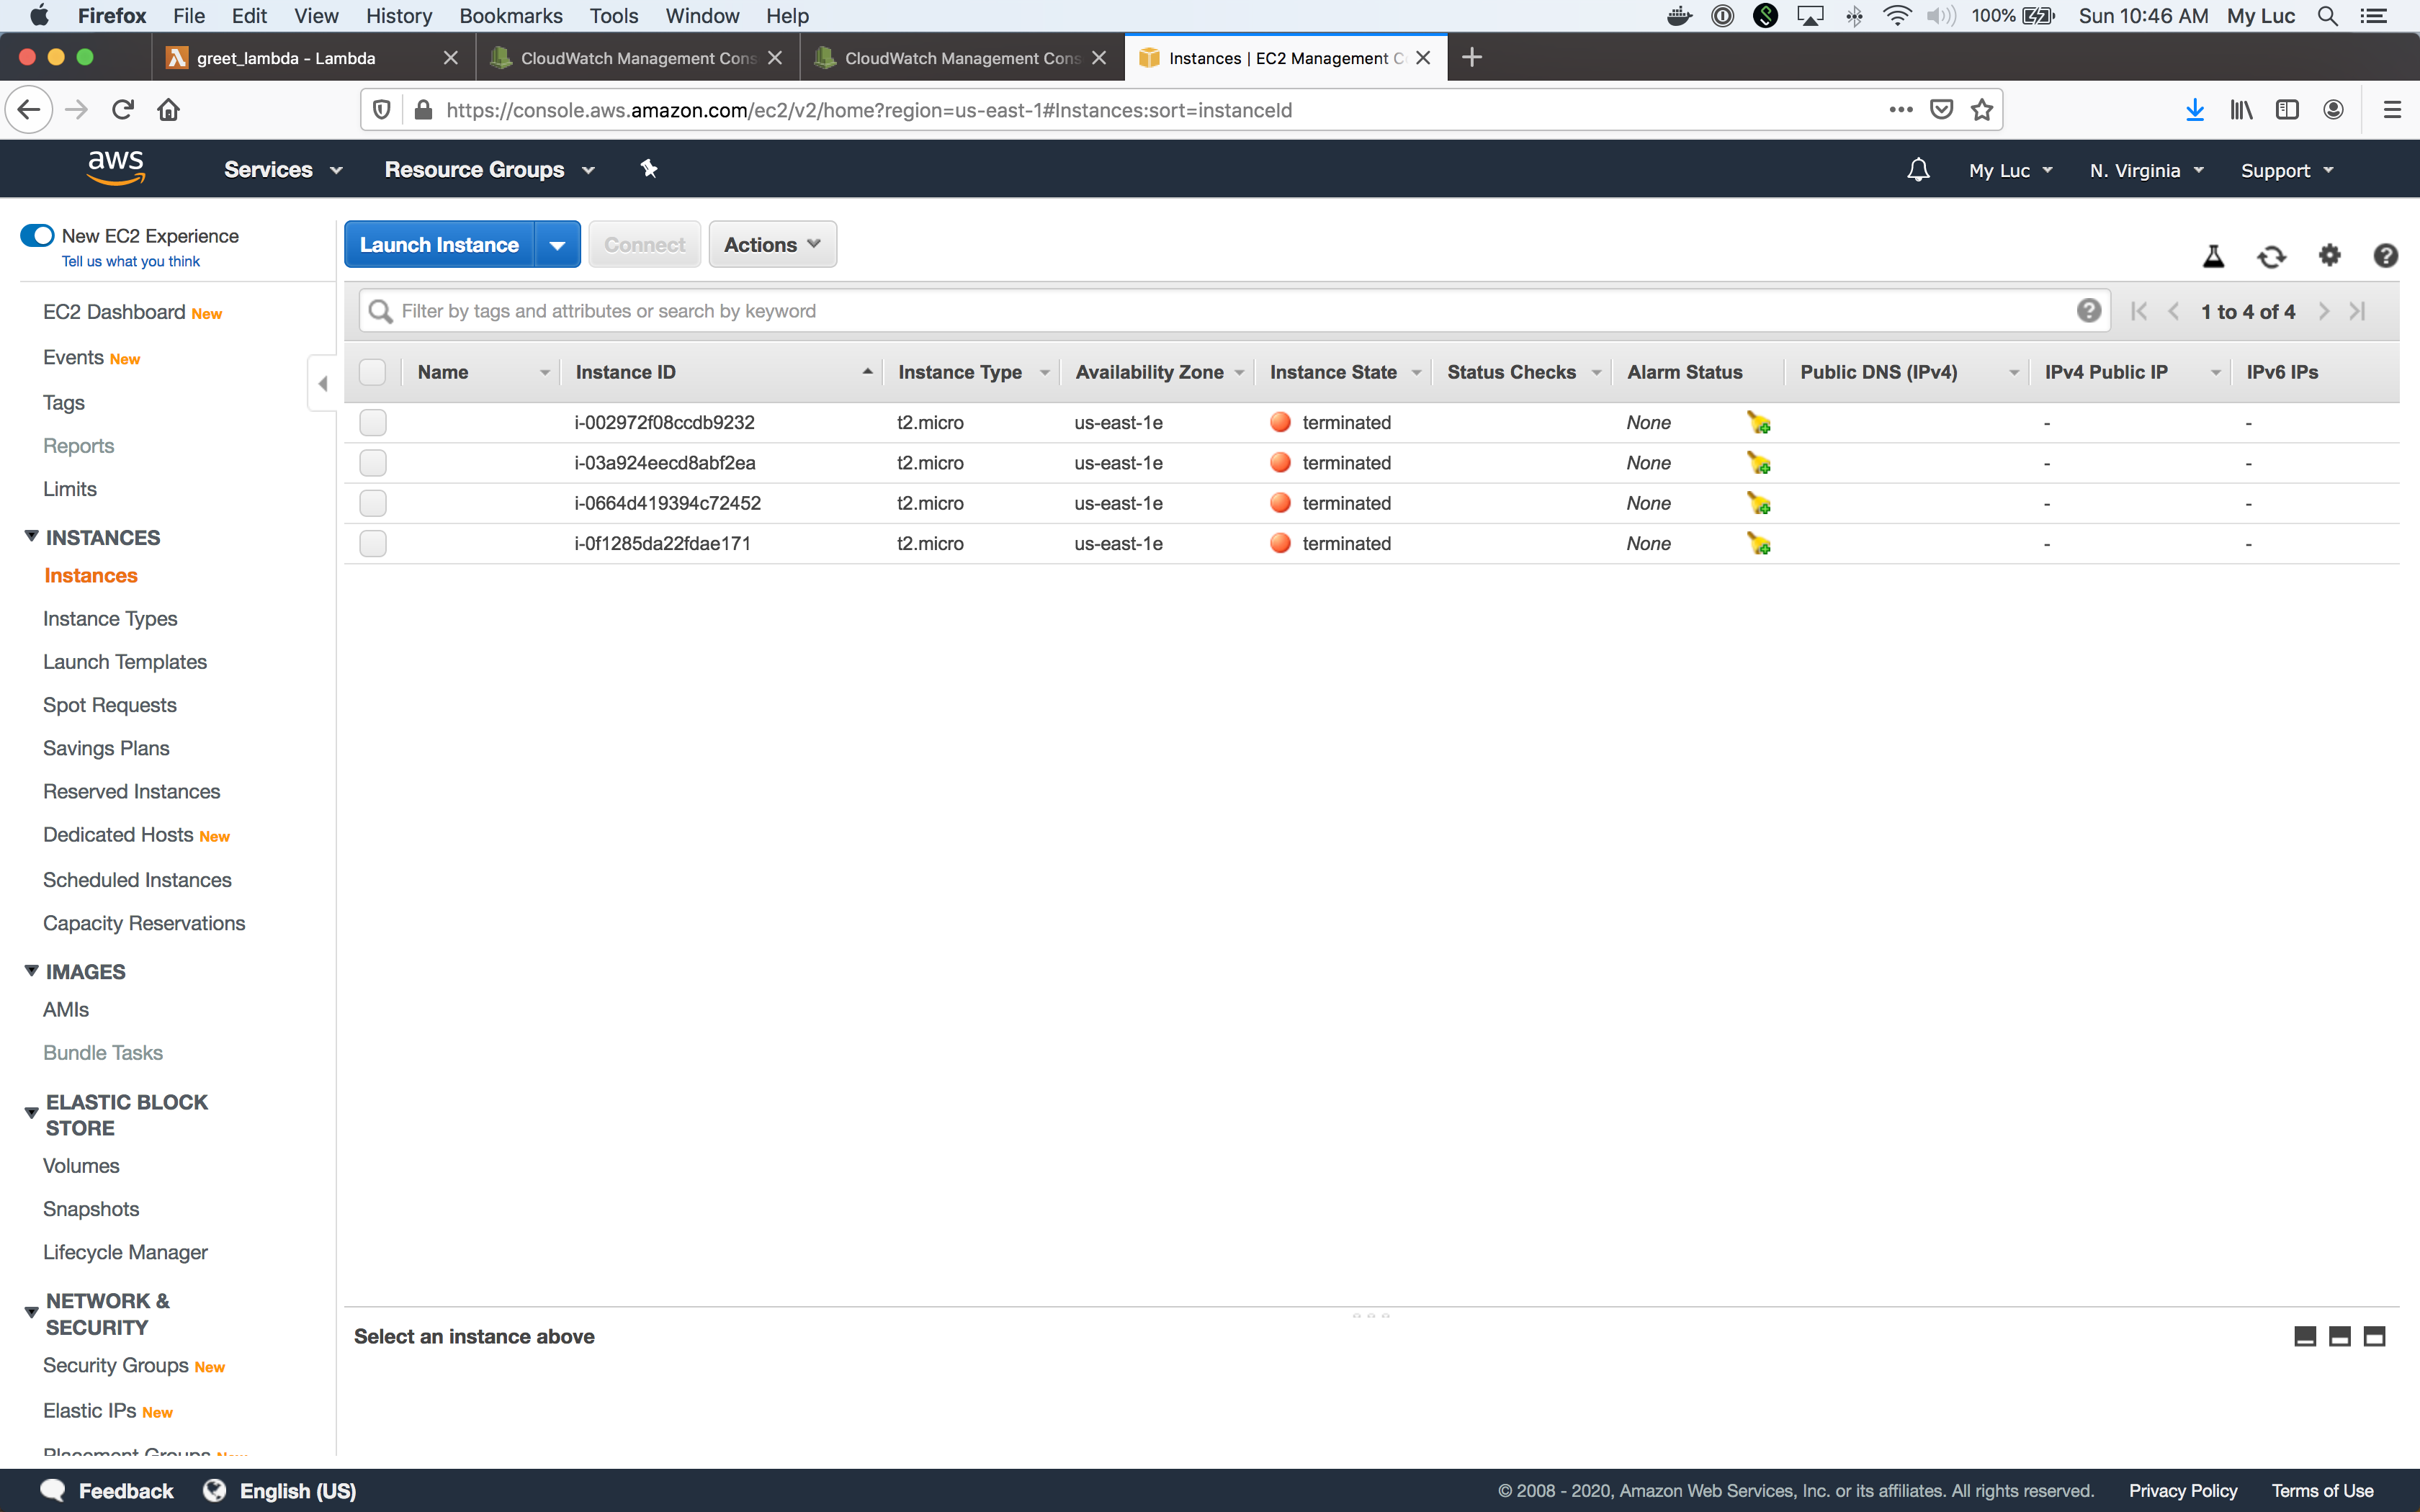 Firefox File Edit View History Bookmarks Tools Window Help 100% Sun 10:46 AM My Luc
greet_lambda - Lambda CloudWatch Management Cons CloudWatch Management Cons Instances | EC2 Management C
https://console.aws.amazon.com/ec2/v2/home?region=us-east-1#Instances:sort=instanceId
aws Services Resource Groups My Luc N. Virginia Support
New EC2 Experience
Tell us what you think
Launch Instance Connect Actions
EC2 Dashboard New
Events New
Tags
Reports
Limits
INSTANCES
Instances
Instance Types
Launch Templates
Spot Requests
Savings Plans
Reserved Instances
Dedicated Hosts New
Scheduled Instances
Capacity Reservations
IMAGES
AMIs
Bundle Tasks
ELASTIC BLOCK
STORE
Volumes
Snapshots
Lifecycle Manager
NETWORK &
SECURITY
Security Groups New
Elastic IPs New
Placement Groups New
Filter by tags and attributes or search by keyword 1 to 4 of 4
Name Instance ID Instance Type Availability Zone Instance State Status Checks Alarm Status Public DNS (IPv4) IPv4 Public IP IPv6 IPs
i-002972f08ccdb9232 t2.micro us-east-1e terminated None - -
i-03a924eecd8abf2ea t2.micro us-east-1e terminated None - -
i-0664d419394c72452 t2.micro us-east-1e terminated None - -
i-0f1285da22fdae171 t2.micro us-east-1e terminated None - -
Select an instance above
Feedback English (US) © 2008 - 2020, Amazon Web Services, Inc. or its affiliates. All rights reserved. Privacy Policy Terms of Use